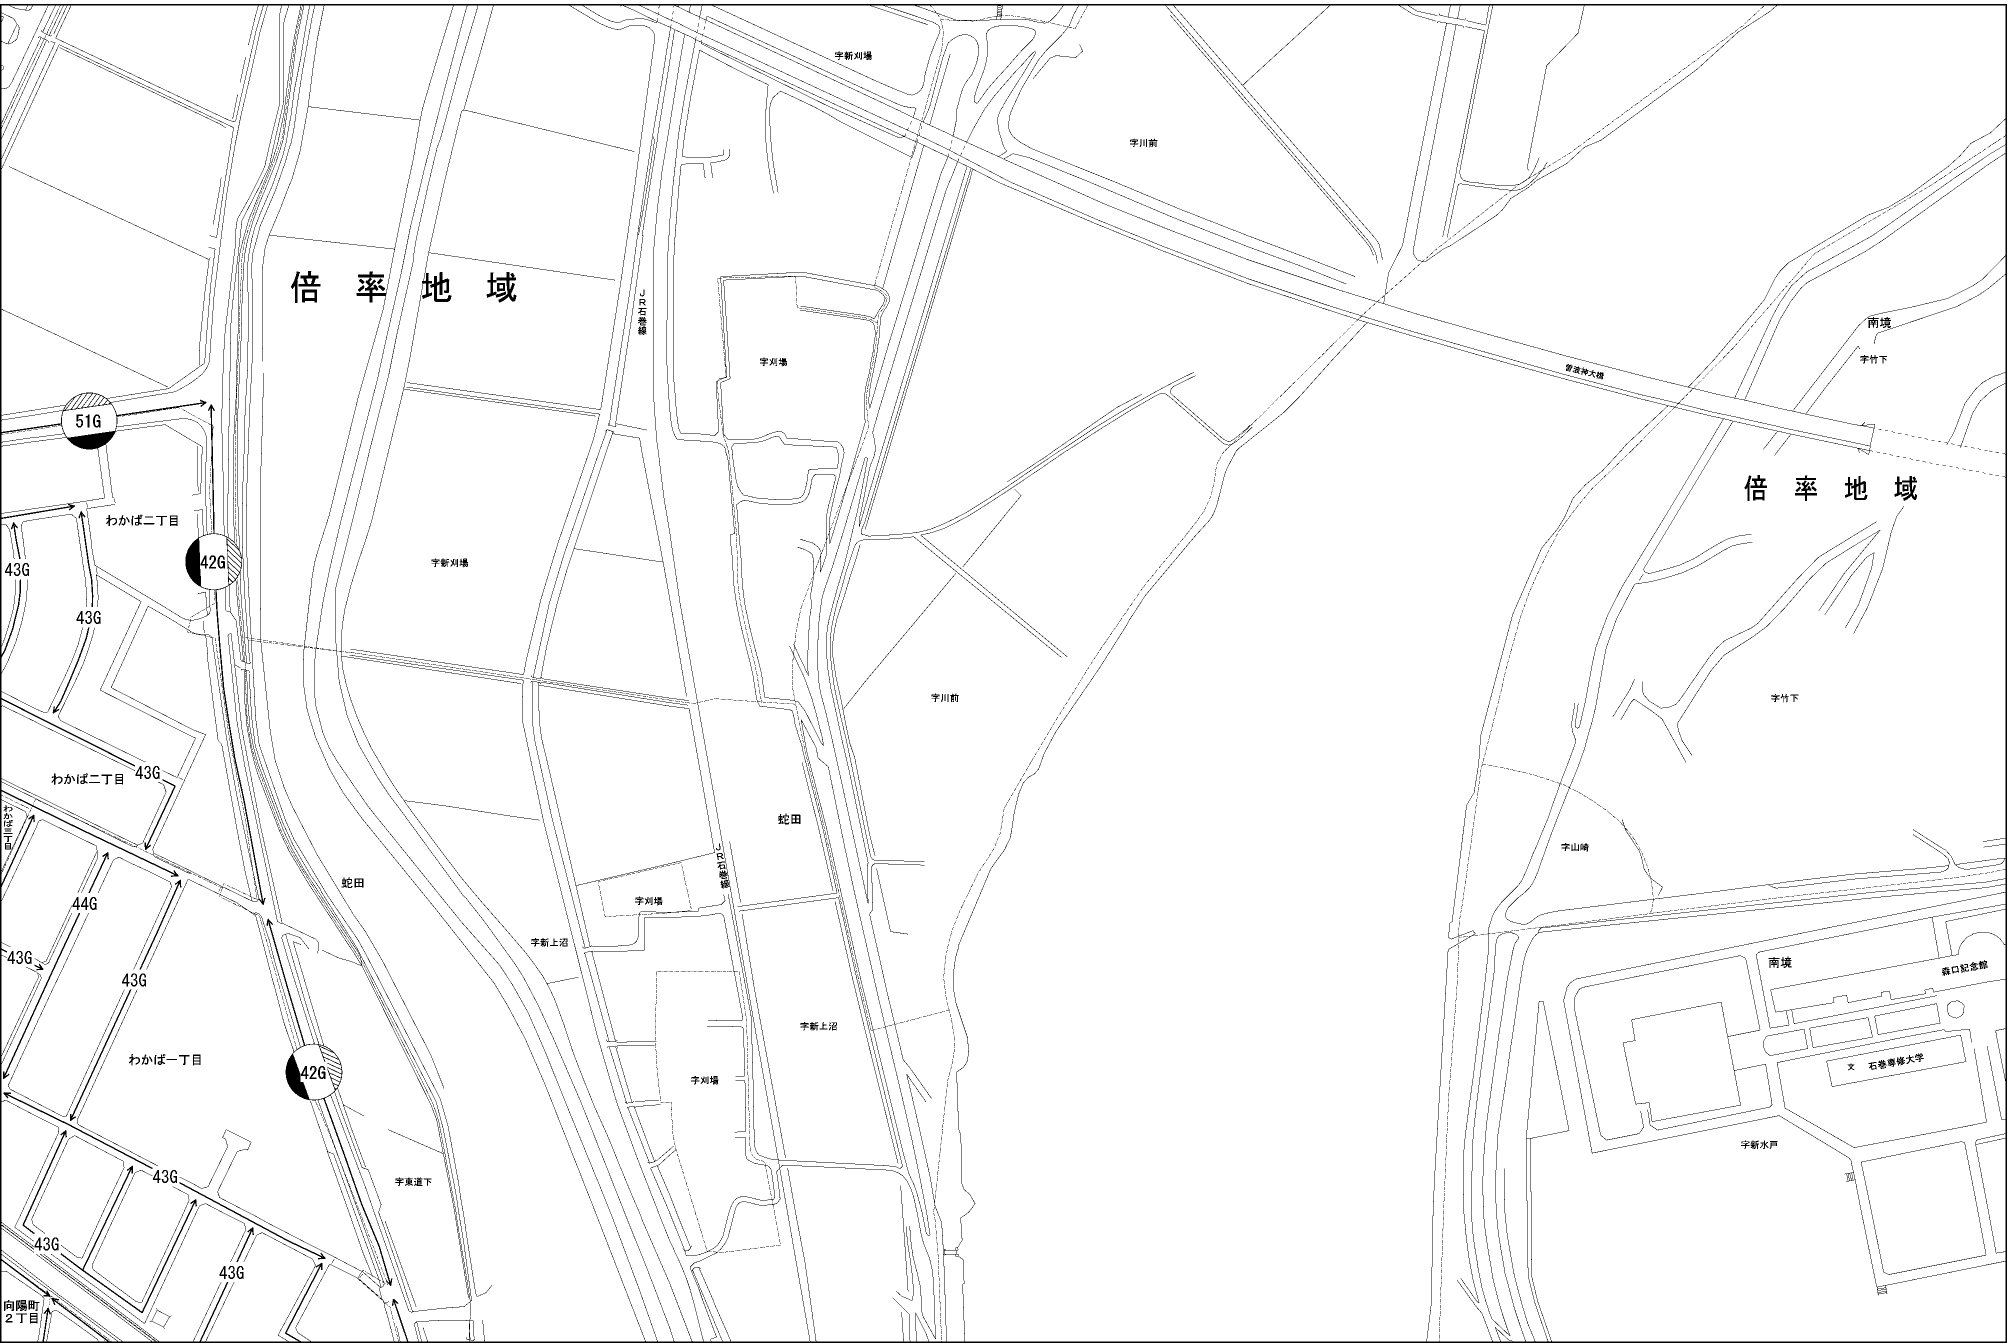 字新刈場
字川前
倍率地域
JR石巻線
南境
字竹下
字刈場
曽波神大橋
51G
倍率地域
わかば二丁目
42G
43G
字新刈場
43G
字川前
字竹下
43G
わかば二丁目
わかば三丁目
蛇田
字山崎
JR石巻線
蛇田
44G
字刈場
字新上沼
43G
南境
森口記念館
43G
字新上沼
わかば一丁目
文 石巻専修大学
42G
字刈場
字新水戸
43G
字東道下
43G
43G
向陽町
2丁目